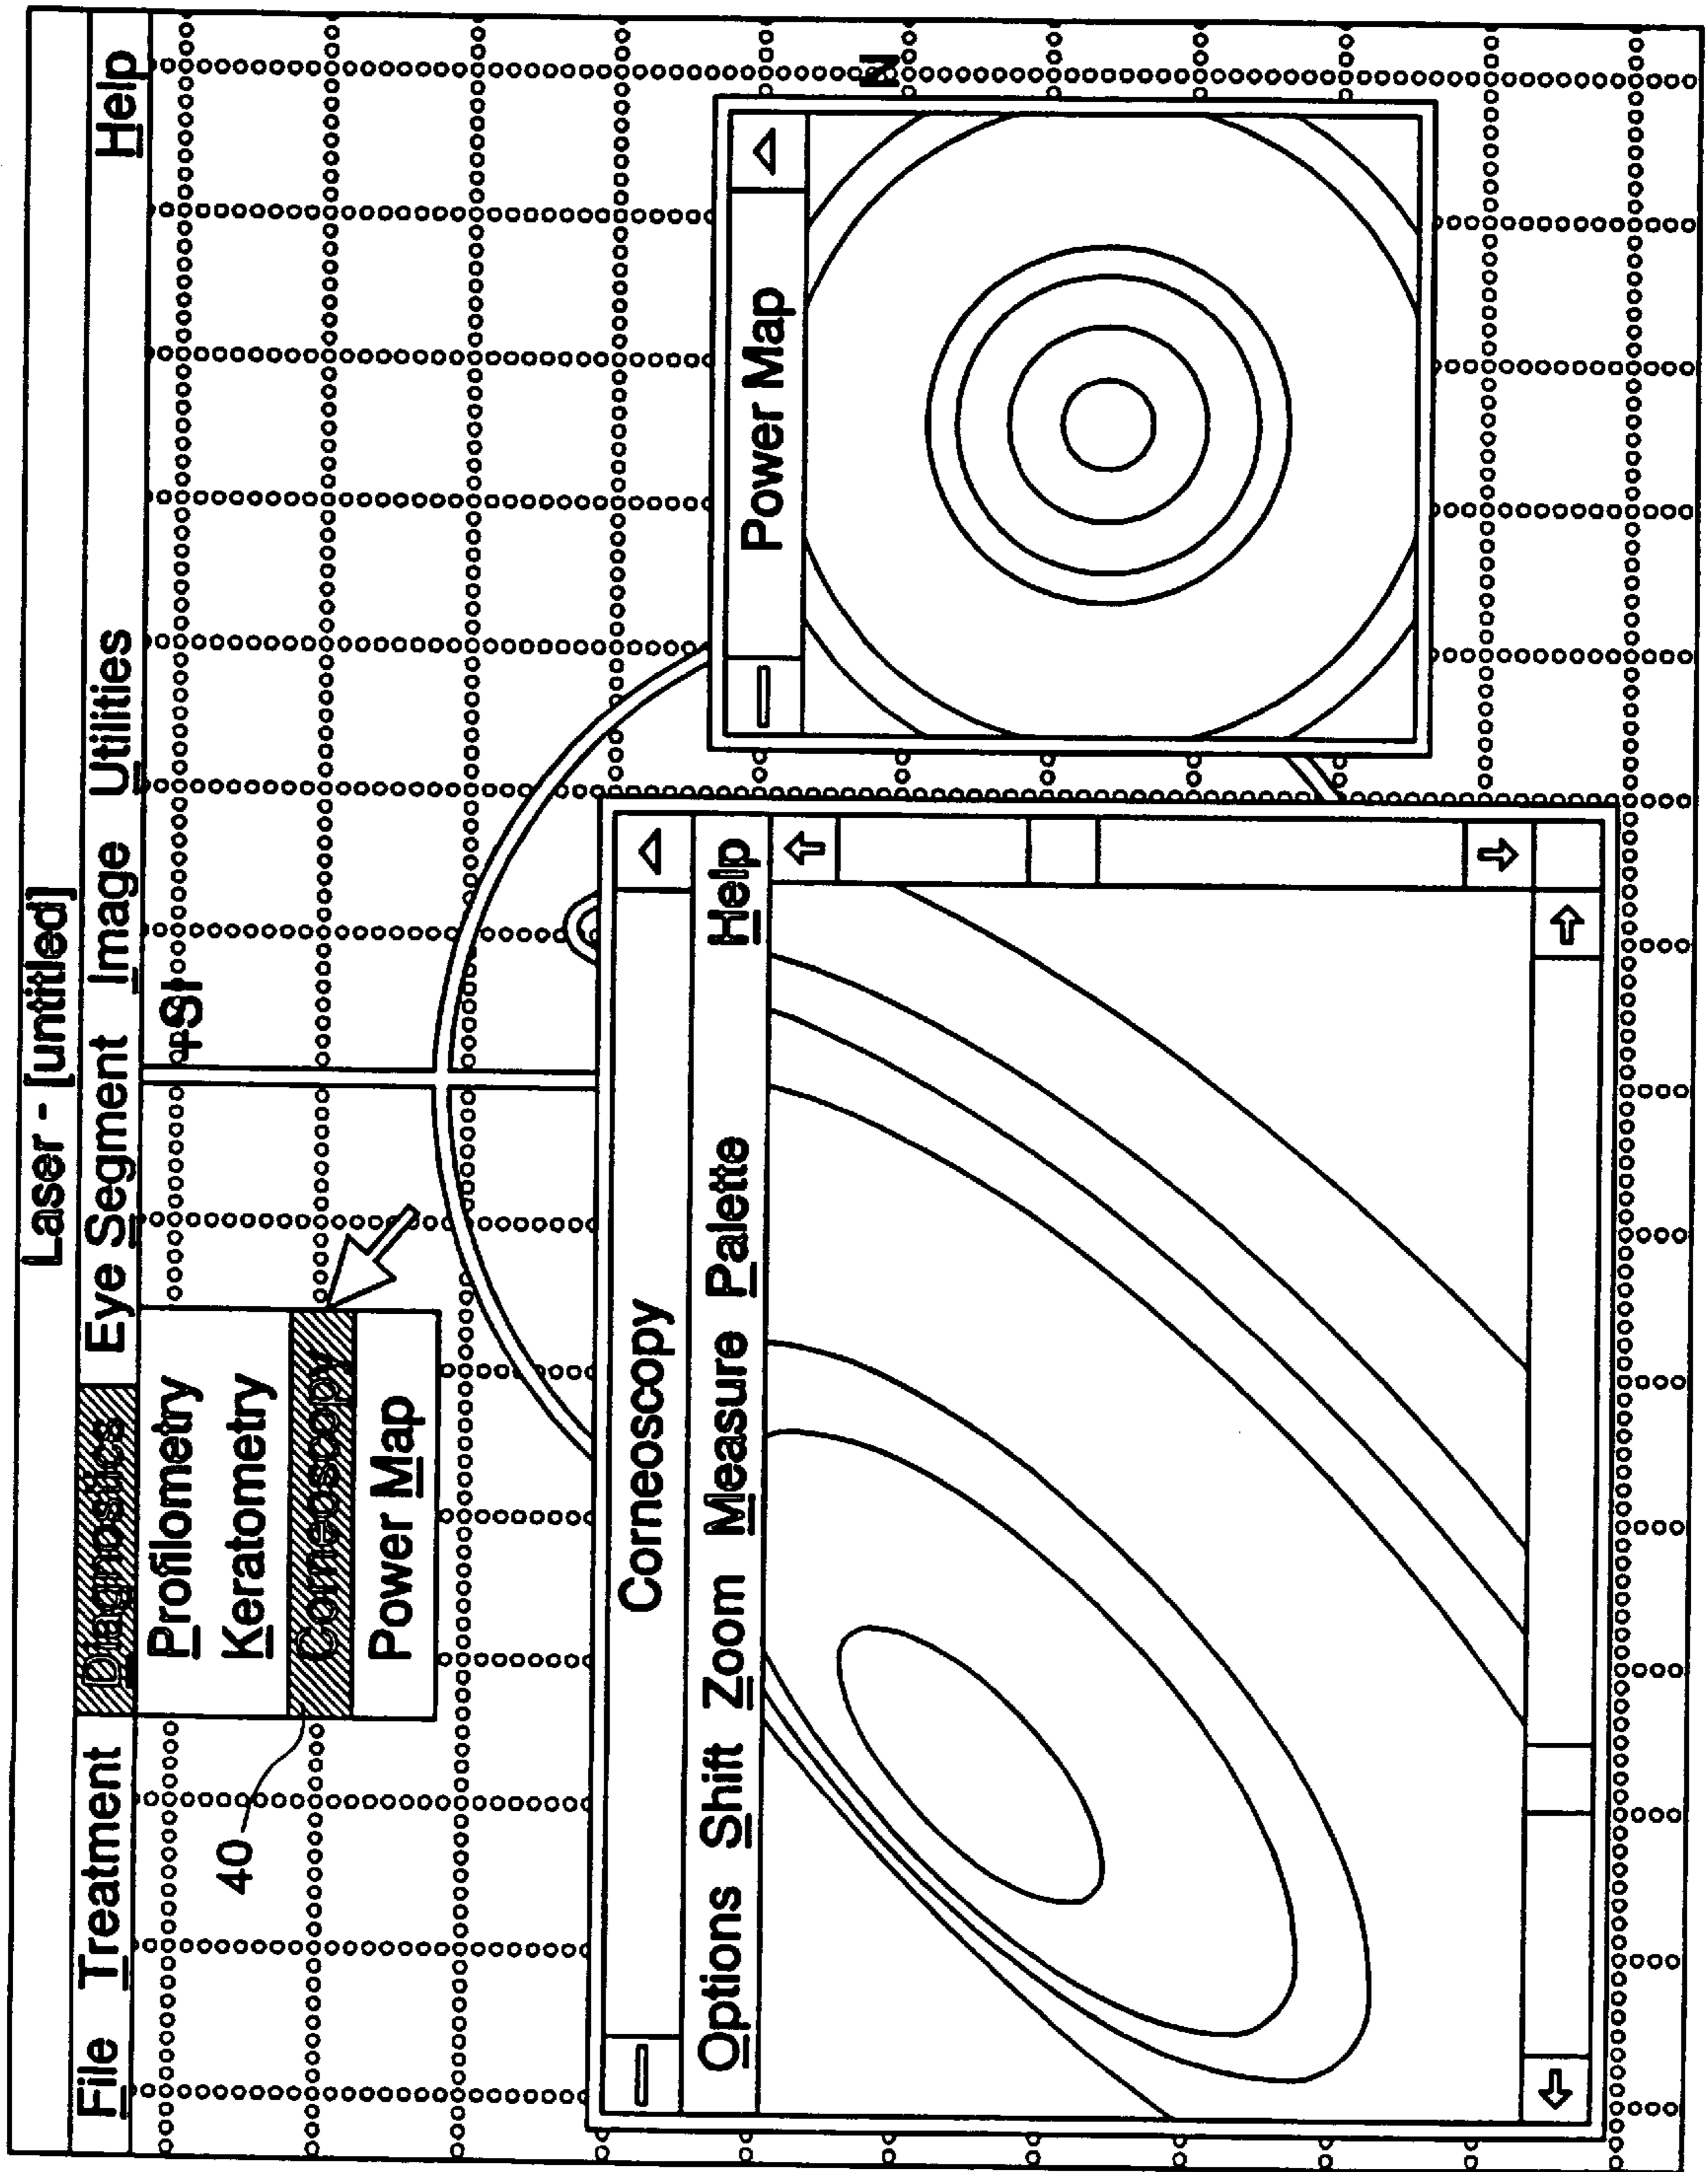 Laser - [untitled]
File Treatment Diagnostics Eye Segment Image Utilities Help
Profilometry
Keratometry
Corneoscopy
Power Map
40
+SI
N
Corneoscopy
Options Shift Zoom Measure Palette Help
Power Map